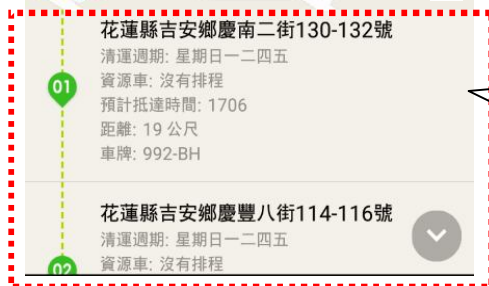 花蓮縣吉安鄉慶南二街130-132號
清運週期: 星期日一二四五
01
資源車: 沒有排程
預計抵達時間: 1706
距離: 19 公尺
車牌: 992-BH
花蓮縣吉安鄉慶豐八街114-116號
清運週期: 星期日一二四五
02
資源車: 沒有排程